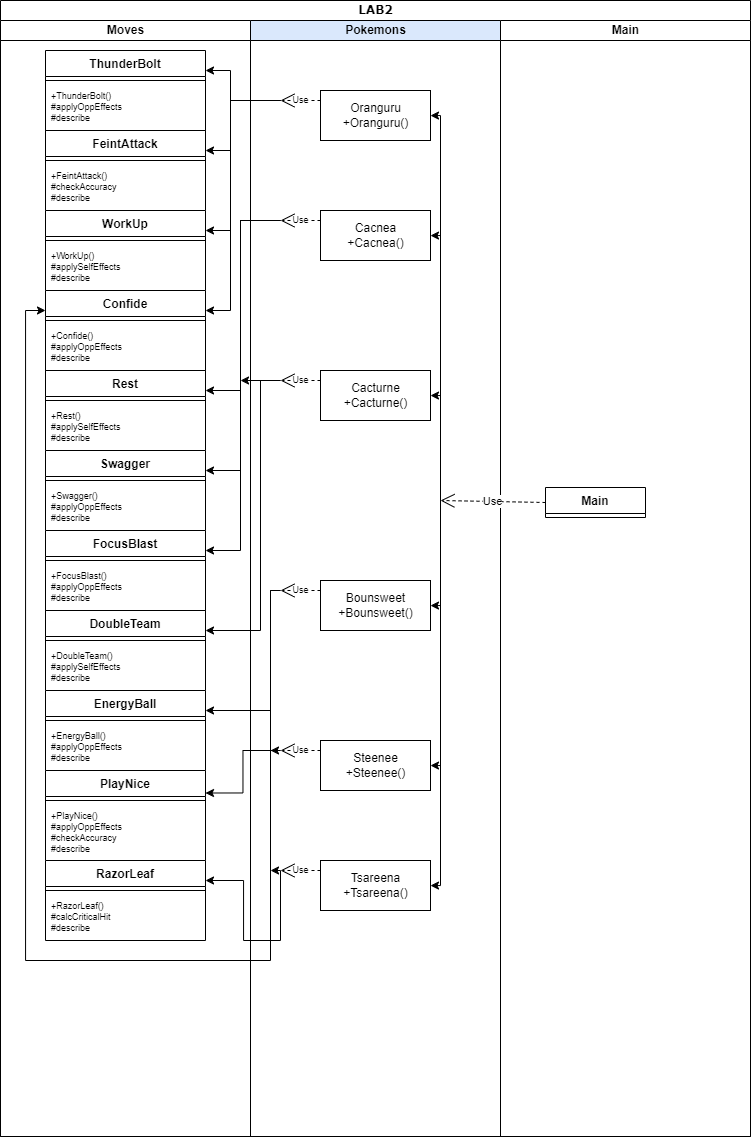 LAB2
Moves
Pokemons
Main
ThunderBolt
+ThunderBolt()
#applyOppEffects
#describe
FeintAttack
+FeintAttack()
#checkAccuracy
#describe
WorkUp
+WorkUp()
#applySelfEffects
#describe
Confide
+Confide()
#applyOppEffects
#describe
Rest
+Rest()
#applySelfEffects
#describe
Swagger
+Swagger()
#applyOppEffects
#describe
FocusBlast
+FocusBlast()
#applyOppEffects
#describe
DoubleTeam
+DoubleTeam()
#applySelfEffects
#describe
EnergyBall
+EnergyBall()
#applyOppEffects
#describe
PlayNice
+PlayNice()
#applyOppEffects
#checkAccuracy
#describe
RazorLeaf
+RazorLeaf()
#calcCriticalHit
#describe
Use
Oranguru
+Oranguru()
Use
Cacnea
+Cacnea()
Use
Cacturne
+Cacturne()
Use
Bounsweet
+Bounsweet()
Use
Steenee
+Steenee()
Use
Tsareena
+Tsareena()
Use
Main